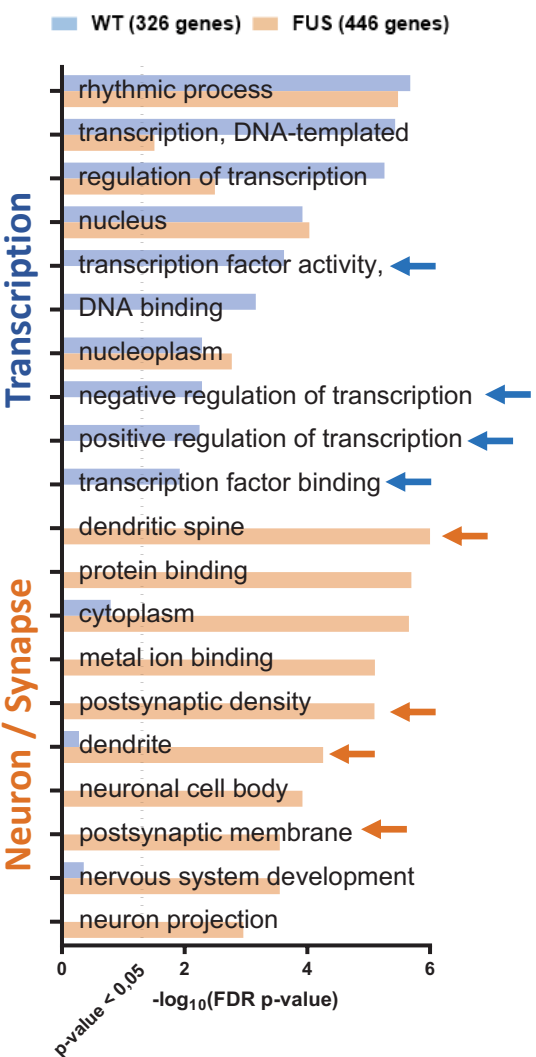 WT (326 genes) FUS (446 genes)
Transcription
rhythmic process
transcription, DNA-templated
regulation of transcription
nucleus
transcription factor activity,
DNA binding
nucleoplasm
negative regulation of transcription
positive regulation of transcription
transcription factor binding
Neuron / Synapse
dendritic spine
protein binding
cytoplasm
metal ion binding
postsynaptic density
dendrite
neuronal cell body
postsynaptic membrane
nervous system development
neuron projection
0 2 4 6
p-value < 0,05
-log₁₀(FDR p-value)